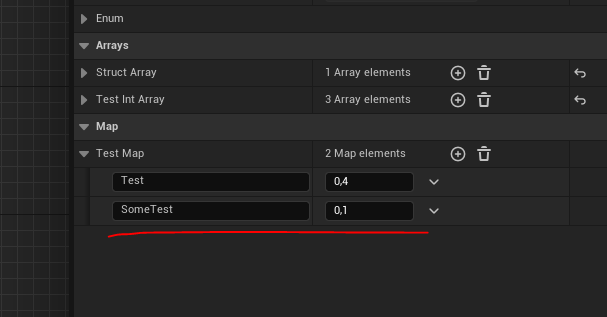 Enum
Arrays
Struct Array 1 Array elements
Test Int Array 3 Array elements
Map
Test Map 2 Map elements
Test 0,4
SomeTest 0,1